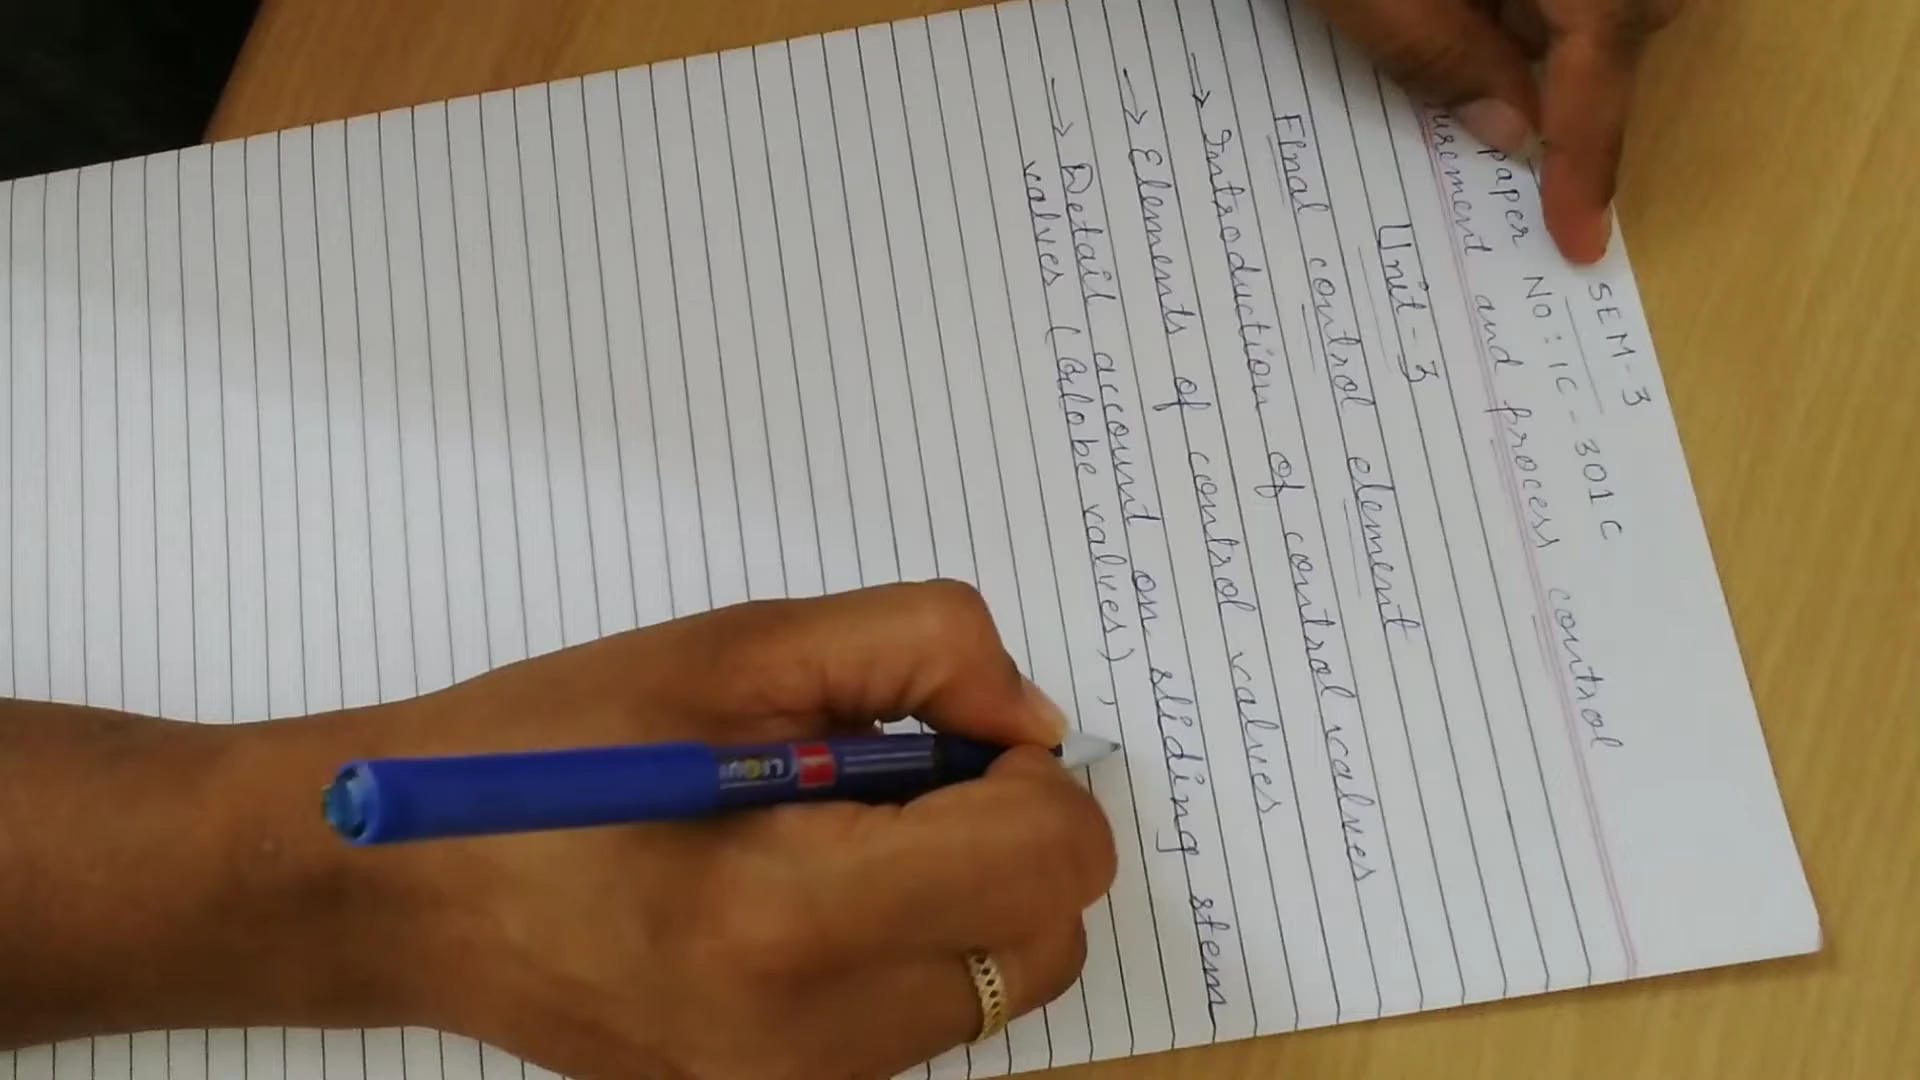 SEM-3
paper No : IC - 301 C
urement and process control
Unit-3
Final control element
→ Introduction of control valves
→ Elements of control valves
→ Detail account on sliding stem
valves (Globe valves),